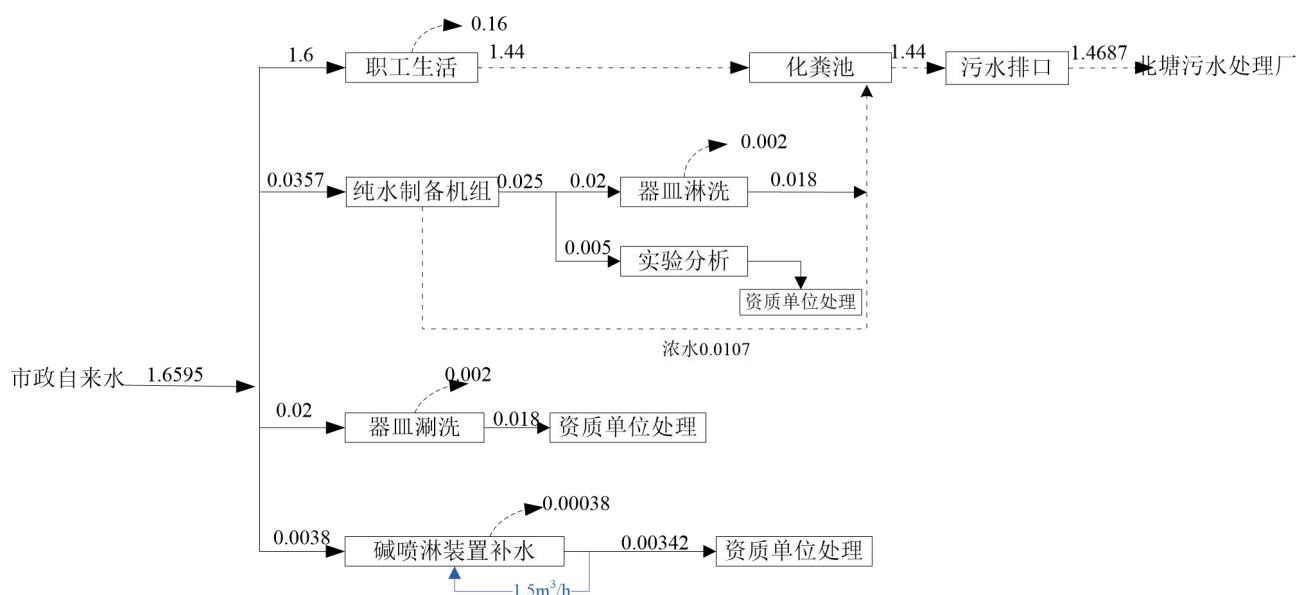 0.16
1.6
职工生活
1.44
化粪池
1.44
污水排口
1.4687
北塘污水处理厂
0.002
0.0357
纯水制备机组
0.025
0.02
器皿淋洗
0.018
0.005
实验分析
资质单位处理
浓水0.0107
市政自来水
1.6595
0.002
0.02
器皿涮洗
0.018
资质单位处理
0.00038
0.0038
碱喷淋装置补水
0.00342
资质单位处理
1.5m³/h